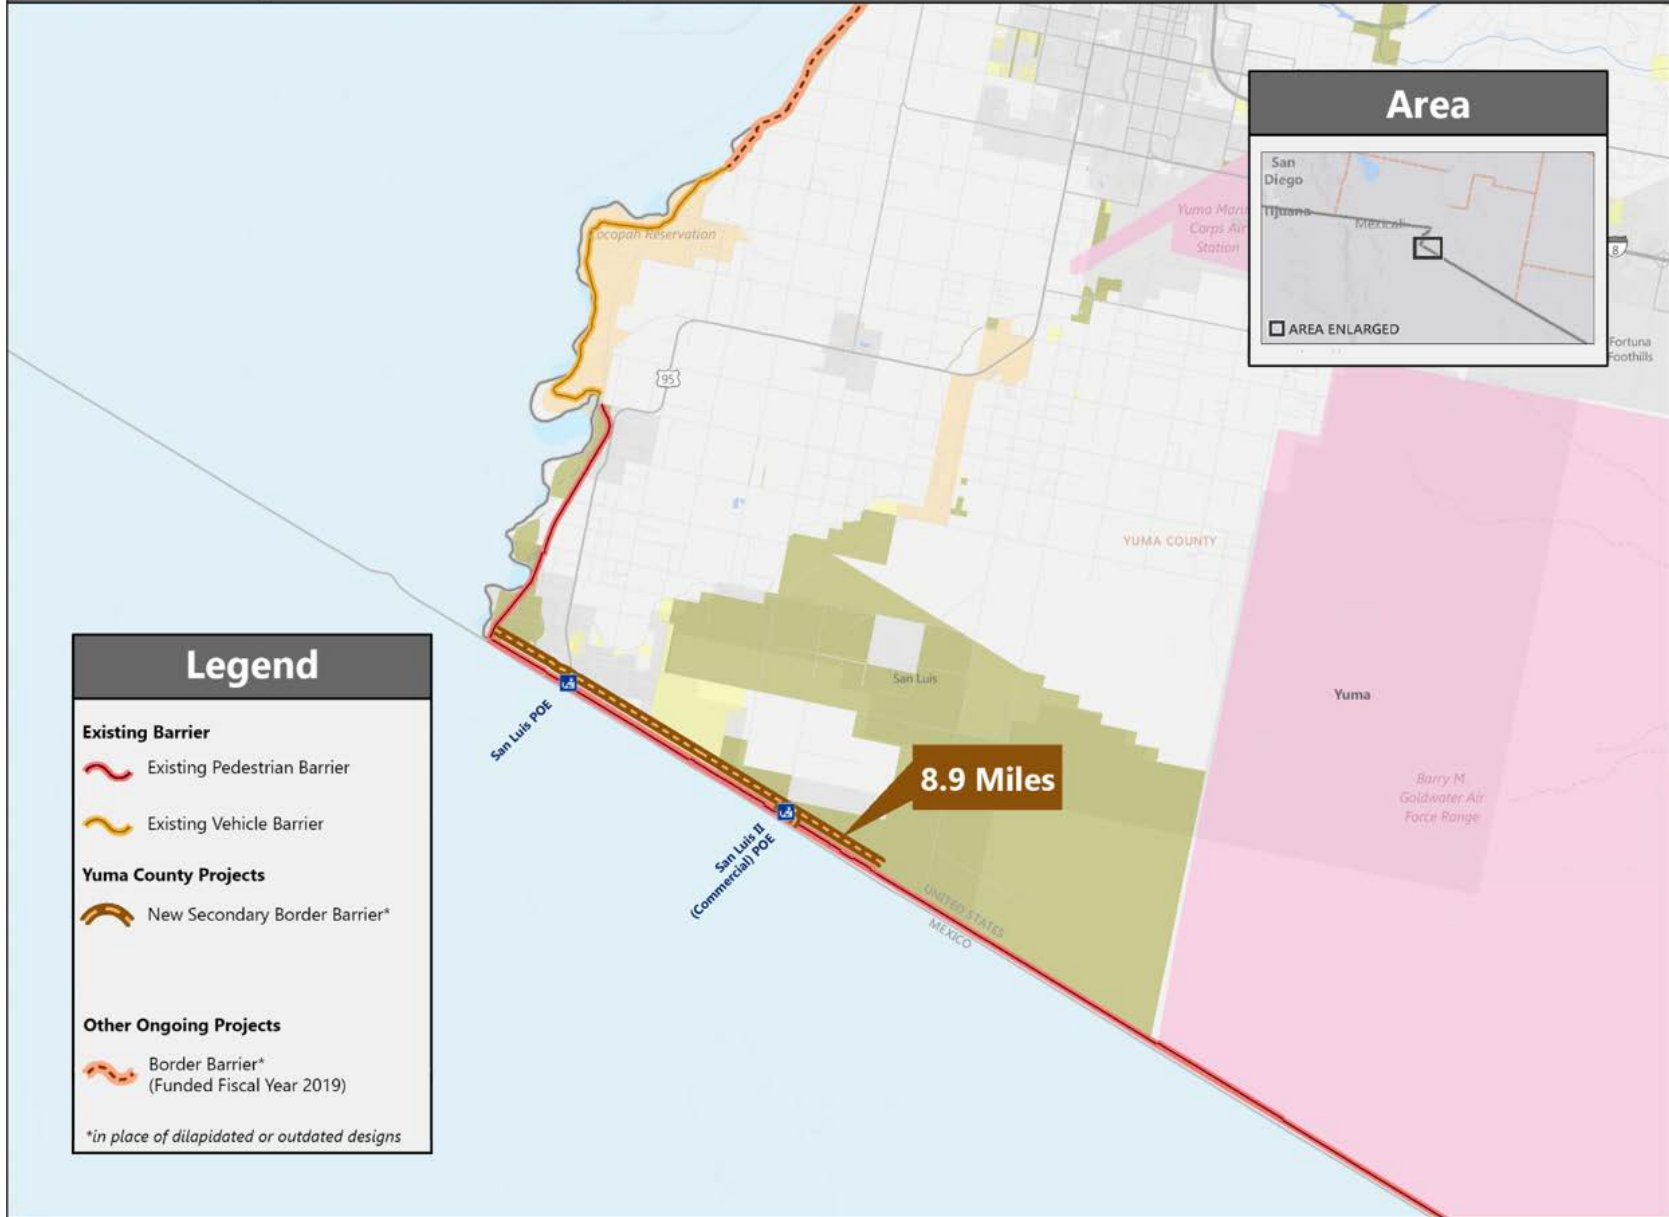 Area
San
Diego
Tijuana
Mexicali
AREA ENLARGED
8
Fortuna
Foothills
Cocopah Reservation
Yuma
Corps Air
Station
95
YUMA COUNTY
San Luis
Yuma
8.9 Miles
Barry M
Goldwater Air
Force Range
San Luis POE
San Luis II
(Commercial) POE
UNITED STATES
MEXICO
Legend
Existing Barrier
Existing Pedestrian Barrier
Existing Vehicle Barrier
Yuma County Projects
New Secondary Border Barrier*
Other Ongoing Projects
Border Barrier*
(Funded Fiscal Year 2019)
*in place of dilapidated or outdated designs